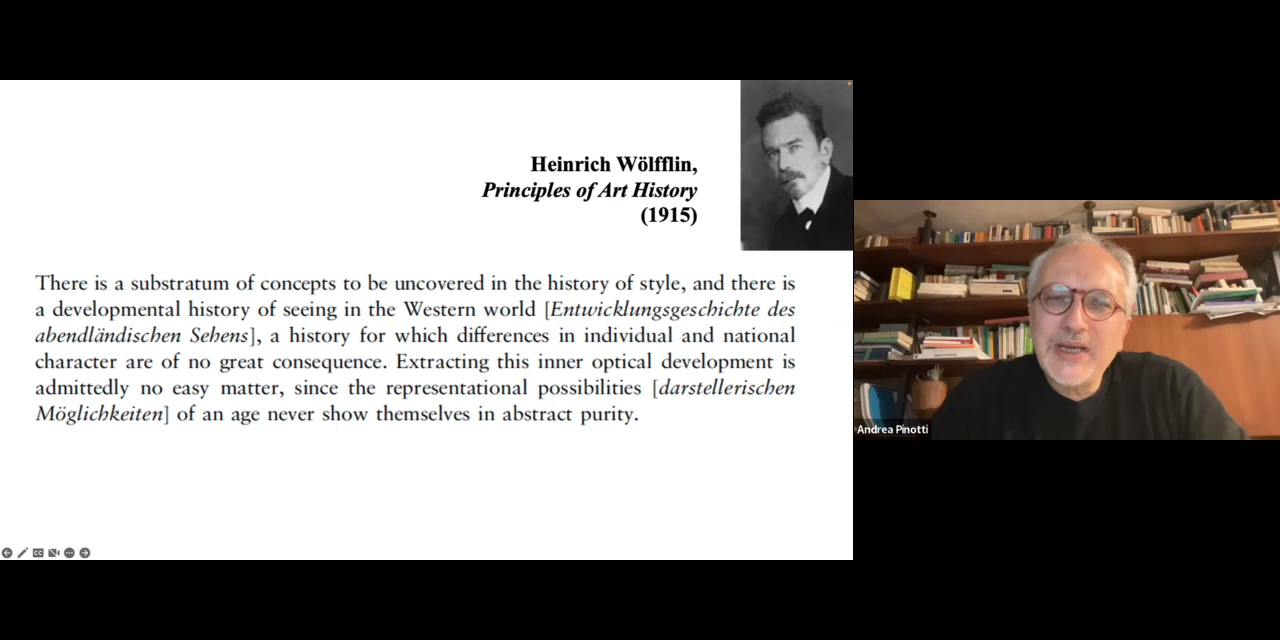 Heinrich Wölfflin,
Principles of Art History
(1915)
There is a substratum of concepts to be uncovered in the history of style, and there is
a developmental history of seeing in the Western world [Entwicklungsgeschichte des
abendländischen Sehens], a history for which differences in individual and national
character are of no great consequence. Extracting this inner optical development is
admittedly no easy matter, since the representational possibilities [darstellerischen
Möglichkeiten] of an age never show themselves in abstract purity.
Andrea Pinotti
CC